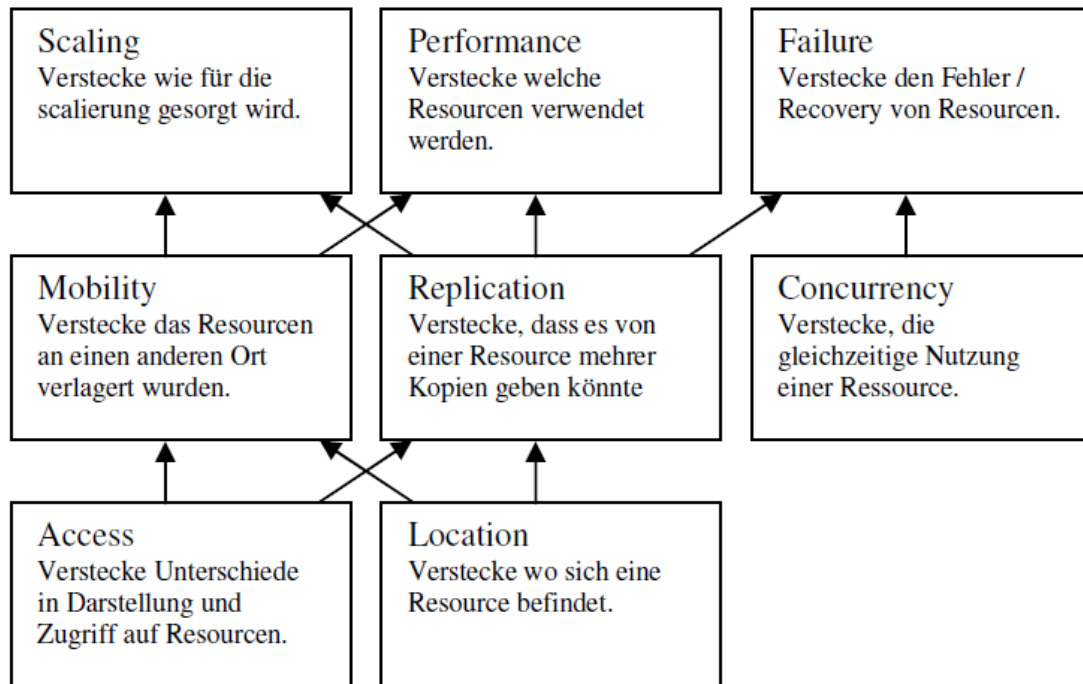 Scaling
Verstecke wie für die
scalierung gesorgt wird.
Performance
Verstecke welche
Resourcen verwendet
werden.
Failure
Verstecke den Fehler /
Recovery von Resourcen.
Mobility
Verstecke das Resourcen
an einen anderen Ort
verlagert wurden.
Replication
Verstecke, dass es von
einer Resource mehrer
Kopien geben könnte
Concurrency
Verstecke, die
gleichzeitige Nutzung
einer Ressource.
Access
Verstecke Unterschiede
in Darstellung und
Zugriff auf Resourcen.
Location
Verstecke wo sich eine
Resource befindet.